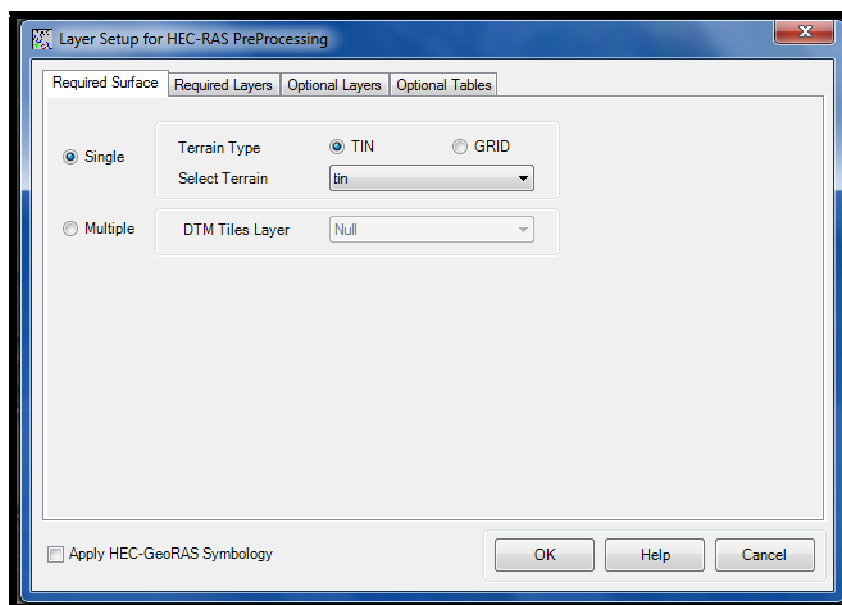 Layer Setup for HEC-RAS PreProcessing
Required Surface Required Layers Optional Layers Optional Tables
Single
Terrain Type TIN GRID
Select Terrain tin
Multiple DTM Tiles Layer Null
Apply HEC-GeoRAS Symbology OK Help Cancel